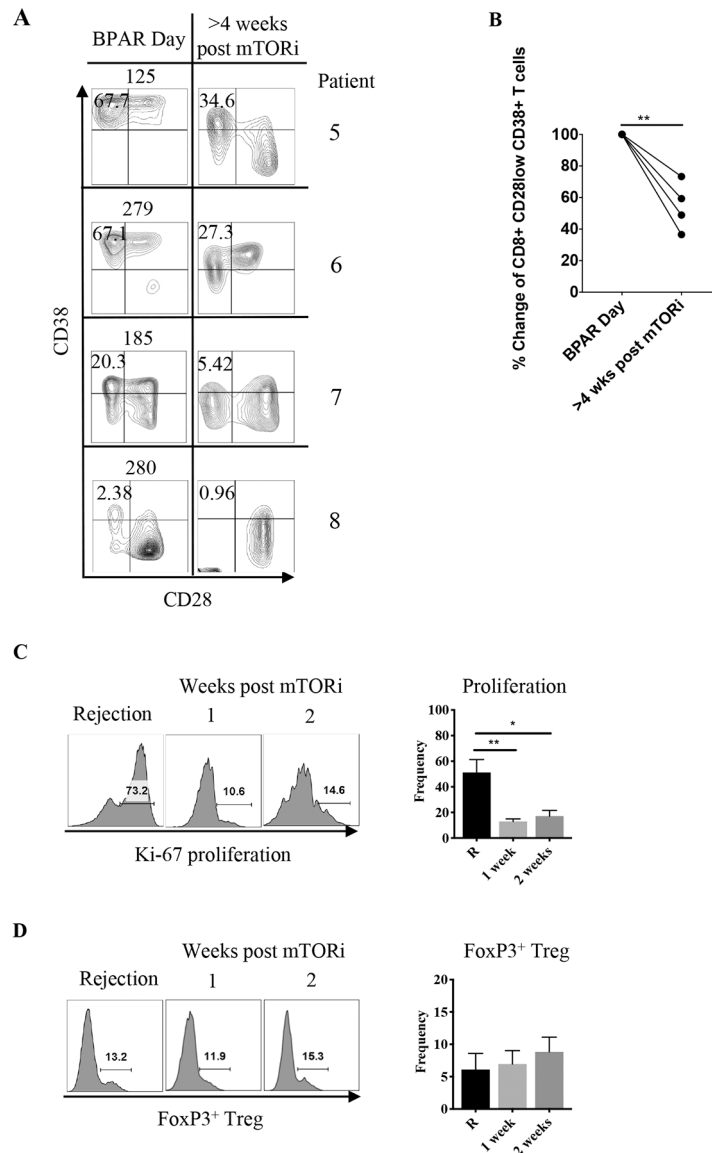 A
BPAR Day
>4 weeks
post mTORi
Patient
125
67.7
34.6
5
279
67.1
27.3
6
185
20.3
5.42
7
280
2.38
0.96
8
CD38
CD28
B
% Change of CD8+ CD28low CD38+ T cells
**
100
80
60
40
20
0
BPAR Day
>4 wks post mTORi
C
Weeks post mTORi
Rejection
1
2
73.2
10.6
14.6
Ki-67 proliferation
Proliferation
Frequency
100
80
60
40
20
0
*
**
R
1 week
2 weeks
D
Weeks post mTORi
Rejection
1
2
13.2
11.9
15.3
FoxP3⁺ Treg
FoxP3⁺ Treg
Frequency
20
15
10
5
0
R
1 week
2 weeks